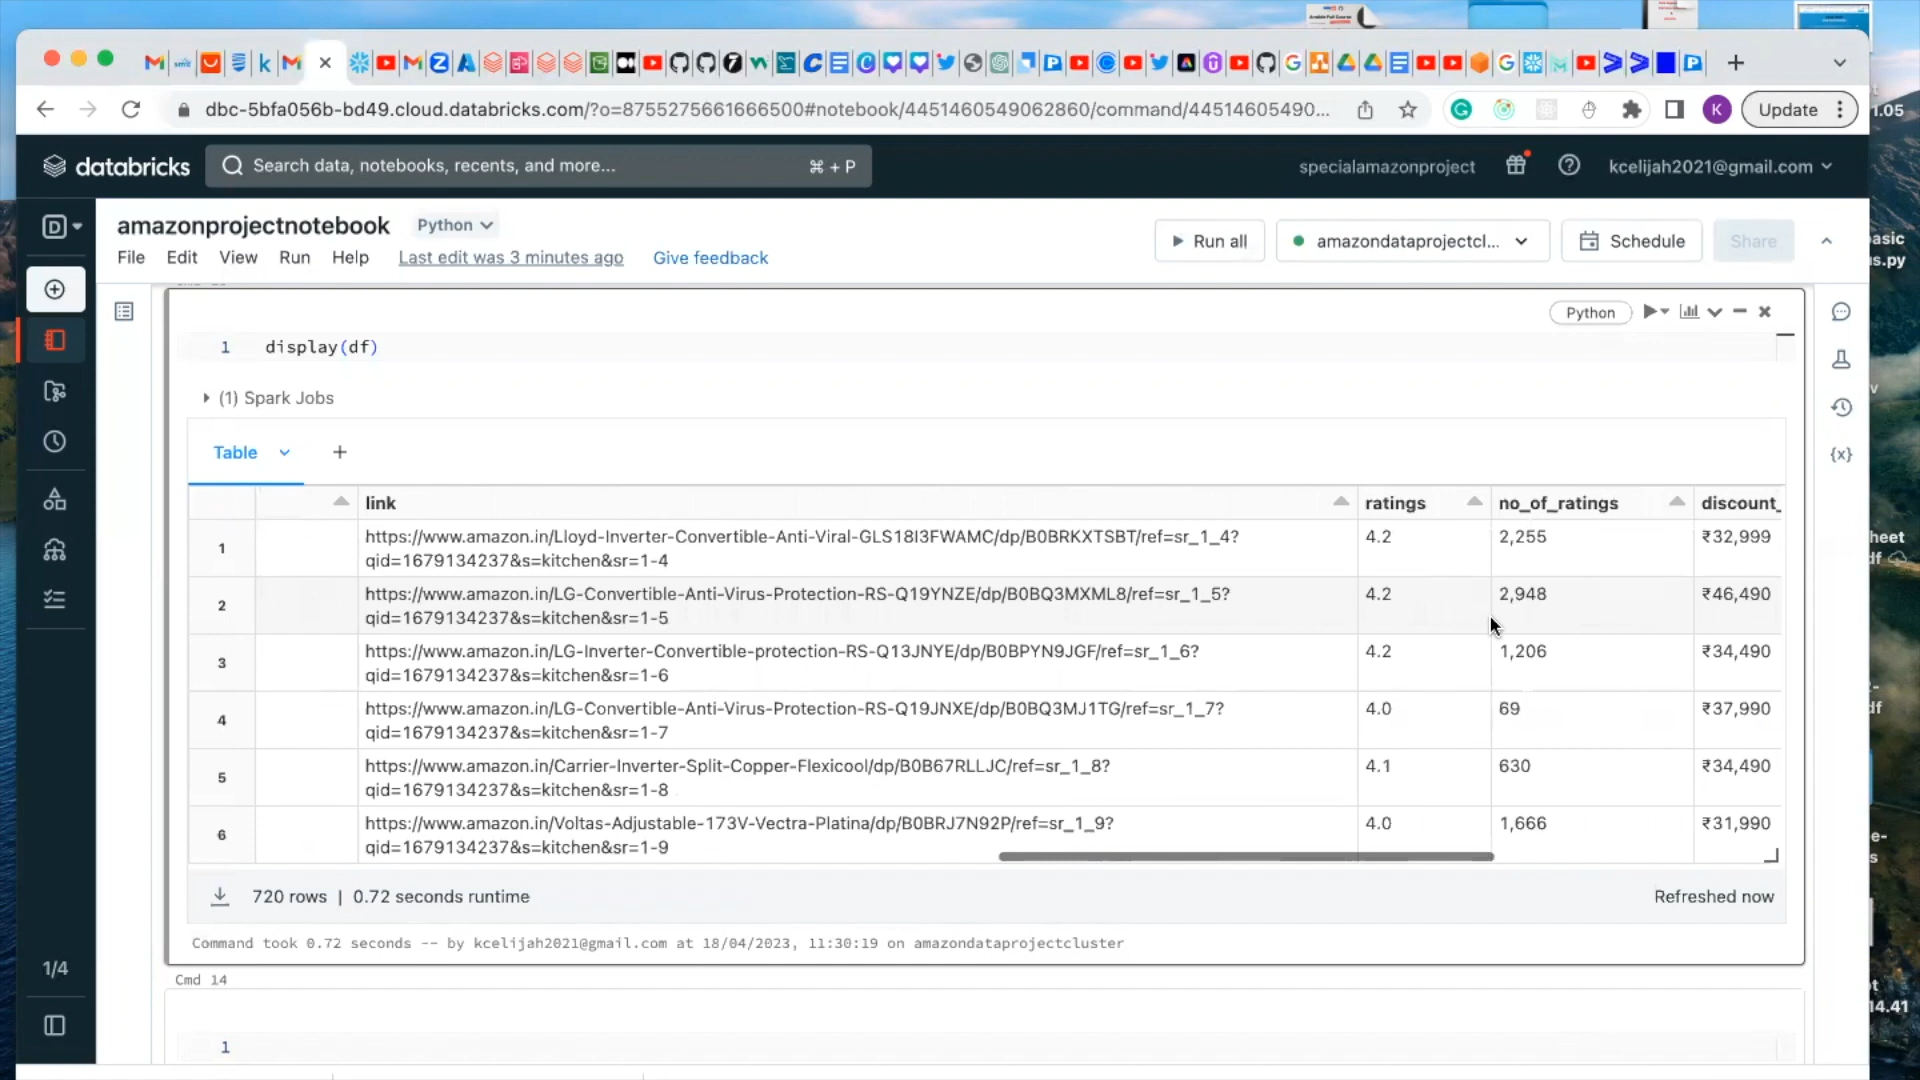 dbc-5bfa056b-bd49.cloud.databricks.com/?o=8755275661666500#notebook/4451460549062860/command/44514605490...
Update
1.05
databricks
Search data, notebooks, recents, and more...
⌘ + P
specialamazonproject
kcelijah2021@gmail.com
amazonprojectnotebook
Python
Run all
amazondataprojectcl...
Schedule
Share
File Edit View Run Help
Last edit was 3 minutes ago
Give feedback
Python
1 display(df)
(1) Spark Jobs
Table
link ratings no_of_ratings discount_
1 https://www.amazon.in/Lloyd-Inverter-Convertible-Anti-Viral-GLS18I3FWAMC/dp/B0BRKXTSBT/ref=sr_1_4? 4.2 2,255 ₹32,999
qid=1679134237&s=kitchen&sr=1-4
2 https://www.amazon.in/LG-Convertible-Anti-Virus-Protection-RS-Q19YNZE/dp/B0BQ3MXML8/ref=sr_1_5? 4.2 2,948 ₹46,490
qid=1679134237&s=kitchen&sr=1-5
3 https://www.amazon.in/LG-Inverter-Convertible-protection-RS-Q13JNYE/dp/B0BPYN9JGF/ref=sr_1_6? 4.2 1,206 ₹34,490
qid=1679134237&s=kitchen&sr=1-6
4 https://www.amazon.in/LG-Convertible-Anti-Virus-Protection-RS-Q19JNXE/dp/B0BQ3MJ1TG/ref=sr_1_7? 4.0 69 ₹37,990
qid=1679134237&s=kitchen&sr=1-7
5 https://www.amazon.in/Carrier-Inverter-Split-Copper-Flexicool/dp/B0B67RLLJC/ref=sr_1_8? 4.1 630 ₹34,490
qid=1679134237&s=kitchen&sr=1-8
6 https://www.amazon.in/Voltas-Adjustable-173V-Vectra-Platina/dp/B0BRJ7N92P/ref=sr_1_9? 4.0 1,666 ₹31,990
qid=1679134237&s=kitchen&sr=1-9
720 rows | 0.72 seconds runtime
Refreshed now
Command took 0.72 seconds -- by kcelijah2021@gmail.com at 18/04/2023, 11:30:19 on amazondataprojectcluster
1/4
Cmd 14
1
14.41